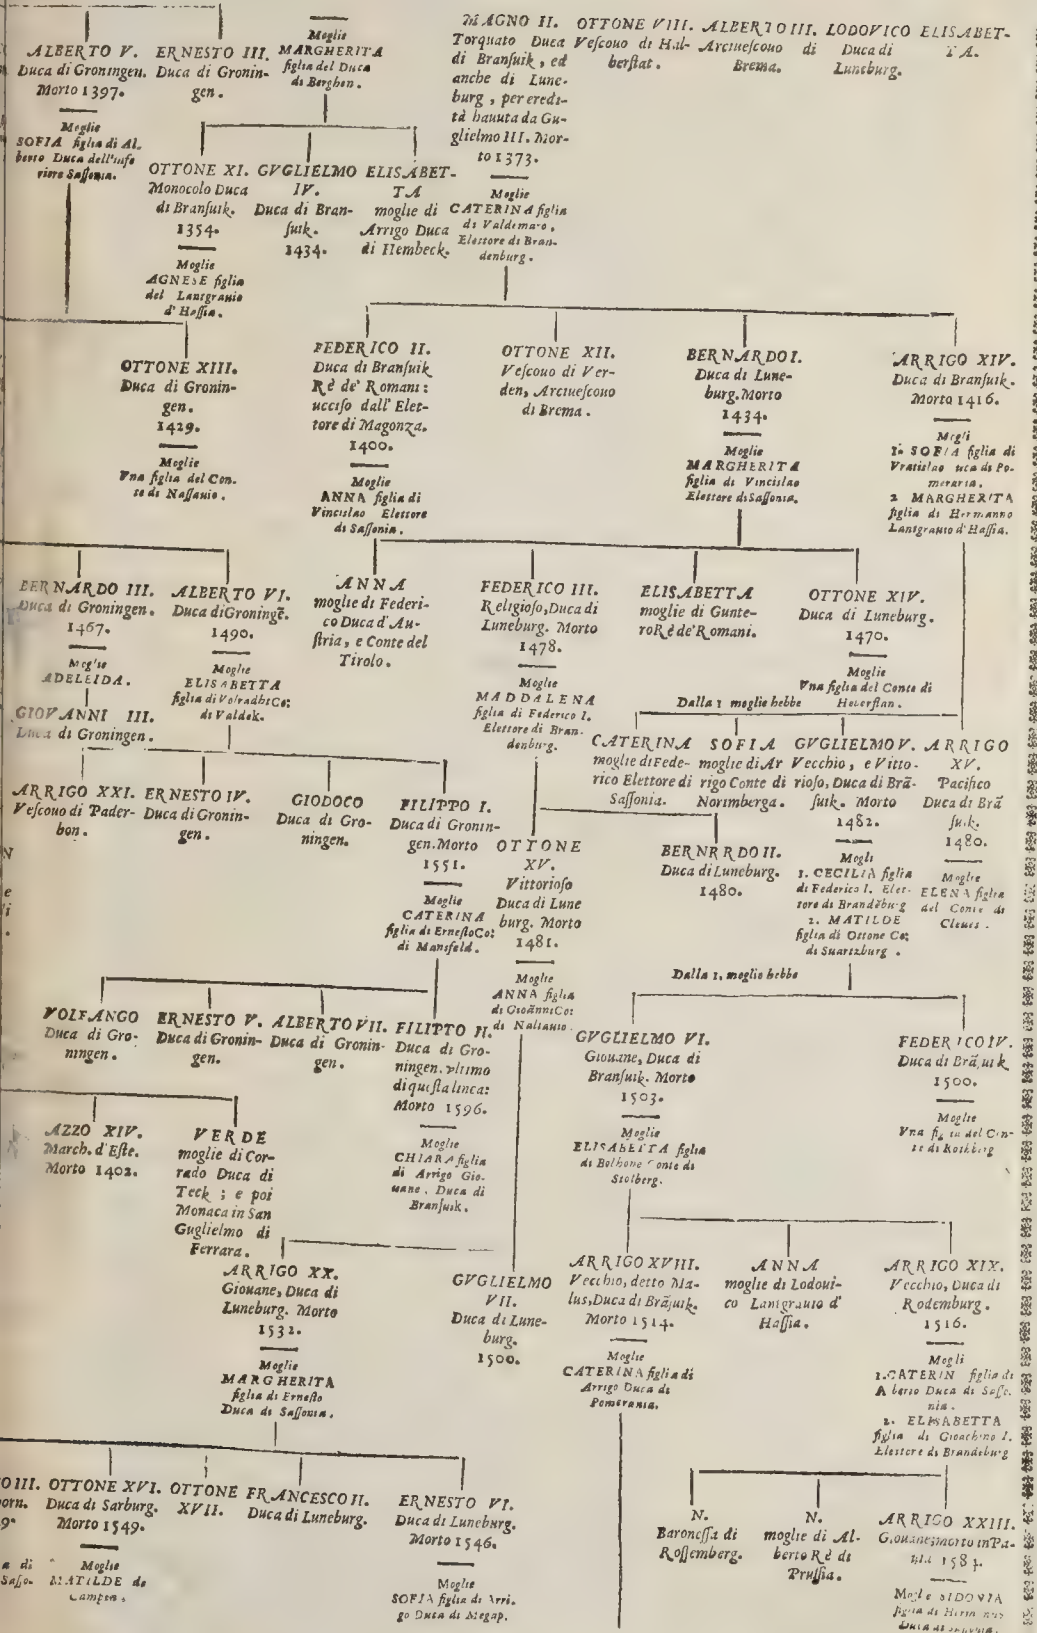 ALBERTO V.
Duca di Groningen.
Morto 1397.
Moglie
SOFIA figlia di Al-
berto Duca dell'infe
riore Saſſonia.
ERNESTO III.
Duca di Gronin-
gen.
Moglie
MARGHERITA
figlia del Duca
di Berghen.
MAGNO II.
Torquato Duca
di Branſuik, ed
anche di Lune-
burg, per eredi-
tà hauuta da Gu-
glielmo III. Mor-
to 1373.
Moglie
CATERINA figlia
di Valdemaro,
Elettore di Bran-
denburg.
OTTONE VIII.
Veſcouo di Hal-
berſtat.
ALBERTO III.
Arciueſcouo di
Brema.
LODOVICO
Duca di
Luneburg.
ELISABET-
TA.
OTTONE XI.
Monocolo Duca
di Branſuik.
1354.
Moglie
AGNESE figlia
del Lantgrauio
d'Haſſia.
GVGLIELMO
IV.
Duca di Bran-
ſuik.
1434.
ELISABET-
TA
moglie di
Arrigo Duca
di Hembeck.
OTTONE XIII.
Duca di Gronin-
gen.
1429.
Moglie
Vna figlia del Con-
te di Naſſauio.
FEDERICO II.
Duca di Branſuik
Rè de' Romani:
ucciſo dall' Elet-
tore di Magonza.
1400.
Moglie
ANNA figlia di
Vincislao Elettore
di Saſſonia.
OTTONE XII.
Veſcouo di Ver-
den, Arciueſcouo
di Brema.
BERNARDO I.
Duca di Lune-
burg. Morto
1434.
Moglie
MARGHERITA
figlia di Vincislao
Elettore di Saſſonia.
ARRIGO XIV.
Duca di Branſuik.
Morto 1416.
Mogli
1. SOFIA figlia di
Vratislao uca di Po-
merania.
2 MARGHERITA
figlia di Hermanno
Lantgrauio d'Haſſia.
BERNARDO III.
Duca di Groningen.
1467.
Moglie
ADELEIDA.
GIOVANNI III.
Duca di Groningen.
ALBERTO VI.
Duca di Groningē.
1490.
Moglie
ELISABETTA
figlia di Volradhi Co:
di Valdek.
ANNA
moglie di Federi-
co Duca d'Au-
ſtria, e Conte del
Tirolo.
FEDERICO III.
Religioſo, Duca di
Luneburg. Morto
1478.
Moglie
MADDALENA
figlia di Federico I.
Elettore di Bran-
denburg.
ELISABETTA
moglie di Gunte-
ro Rè de' Romani.
OTTONE XIV.
Duca di Luneburg.
1470.
Moglie
Vna figlia del Conte di
Houerſtan.
Dalla 1 moglie hebbe
CATERINA
moglie di Fede-
rico Elettore di
Saſſonia.
SOFIA
moglie di Ar
rigo Conte di
Norimberga.
GVGLIELMO V.
Vecchio, e Vitto-
rioſo, Duca di Brā-
ſuik. Morto
1482.
Mogli
1. CECILIA figlia
di Federico I. Elet-
tore di Brandēburg
2. MATILDE
figlia di Ottone Co:
di Suartzburg.
ARRIGO
XV.
Pacifico
Duca di Brā
ſuik.
1480.
Moglie
ELENA figlia
del Conte di
Cleues.
ARRIGO XXI.
Veſcouo di Pader-
bon.
ERNESTO IV.
Duca di Gronin-
gen.
GIODOCO
Duca di Gro-
ningen.
FILIPPO I.
Duca di Gronin-
gen. Morto
1551.
Moglie
CATERINA
figlia di Erneſto Co:
di Mansfeld.
OTTONE
XV.
Vittorioſo
Duca di Lune
burg. Morto
1481.
Moglie
ANNA figlia
di Gioānni Co:
di Naſſauio.
BERNRRDO II.
Duca di Luneburg.
1480.
Dalla 1, moglie hebbe
VOLFANGO
Duca di Gro-
ningen.
ERNESTO V.
Duca di Gronin-
gen.
ALBERTO VII.
Duca di Gronin-
gen.
FILIPPO II.
Duca di Gro-
ningen. vltimo
di queſta linea:
Morto 1596.
Moglie
CHIARA figlia
di Arrigo Gio-
uane, Duca di
Branſuik.
GVGLIELMO VI.
Giouane, Duca di
Branſuik. Morto
1503.
Moglie
ELISABETTA figlia
di Bolhone Conte di
Stolberg.
FEDERICO IV.
Duca di Brāſuik
1500.
Moglie
Vna figlia del Con-
te di
AZZO XIV.
March. d'Eſte.
Morto 1402.
VERDE
moglie di Cor-
rado Duca di
Teck; e poi
Monaca in San
Guglielmo di
Ferrara.
ARRIGO XX.
Giouane, Duca di
Luneburg. Morto
1532.
Moglie
MARGHERITA
figlia di Erneſto
Duca di Saſſonia.
GVGLIELMO
VII.
Duca di Lune-
burg.
1500.
ARRIGO XVIII.
Vecchio, detto Ma-
lus, Duca di Brāſuik.
Morto 1514.
Moglie
CATERINA figlia di
Arrigo Duca di
Pomerania.
ANNA
moglie di Lodoui-
co Lantgrauio d'
Haſſia.
ARRIGO XIX.
Vecchio, Duca di
Rodemburg.
1516.
Mogli
1. CATERIN figlia di
A berto Duca di Saſſo-
nia.
2. ELISABETTA
figlia di Gioachino I.
Elettore di Brandēburg
O III.
OTTONE XVI.
Duca di Sarburg.
Morto 1549.
Moglie
MATILDE de
Campen.
OTTONE
XVII.
FRANCESCO II.
Duca di Luneburg.
ERNESTO VI.
Duca di Luneburg.
Morto 1546.
Moglie
SOFIA figlia di Arri-
go Duca di Megap.
N.
Baroneſſa di
Roſſemberg.
N.
moglie di Al-
berto Rè di
Pruſſia.
ARRIGO XXIII.
Giouane: morto in Pa-
158
Moglie SIDONIA
figlia di
Duca di